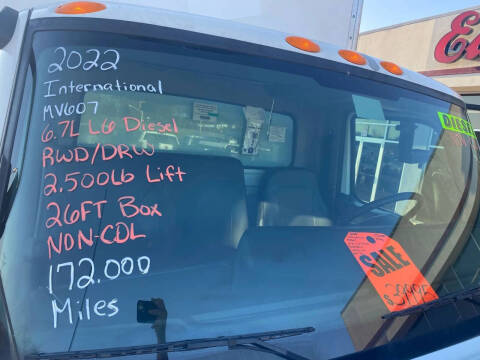 2022
International
MV607
6.7L L6 Diesel
RWD/DRW
2.500Lb Lift
26FT Box
NON-CDL
172.000
Miles
SALE
$39995